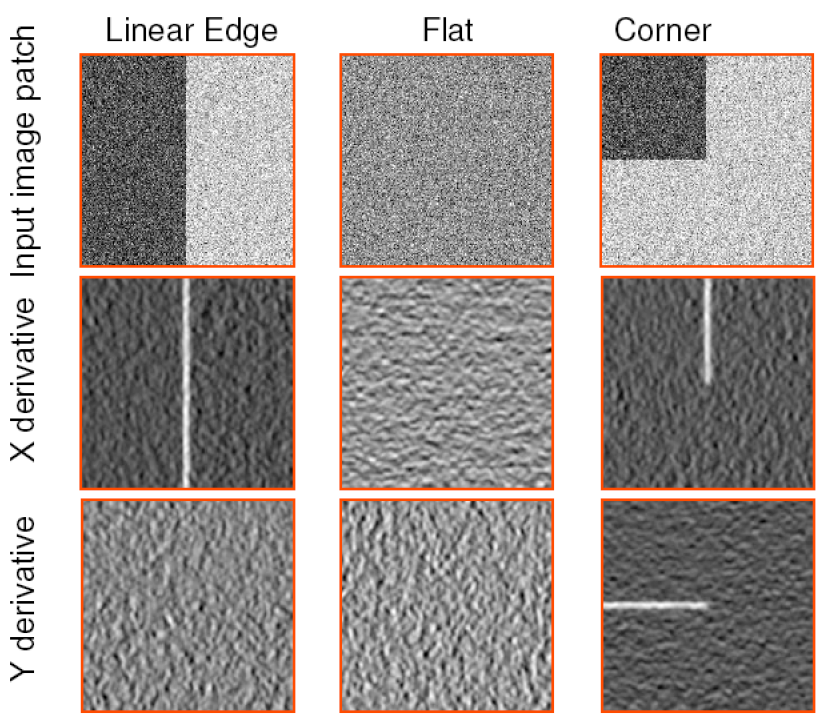 Linear Edge
Flat
Corner
Input image patch
X derivative
Y derivative